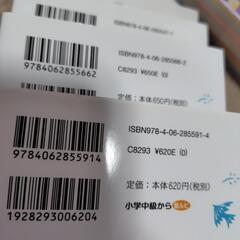 ISBN978-4-06-285566-2
C8293 ¥650E (0)
9784062855662
定価：本体650円(税別)
ISBN978-4-06-285591-4
C8293 ¥620E (0)
9784062855914
定価：本体620円(税別)
1928293006204
小学中級から